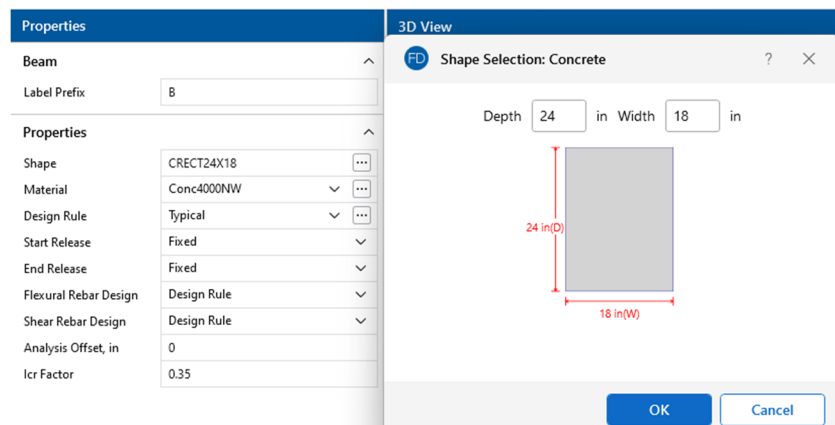 Properties
Beam
Label Prefix B
Properties
Shape CRECT24X18 ...
Material Conc4000NW ...
Design Rule Typical ...
Start Release Fixed
End Release Fixed
Flexural Rebar Design Design Rule
Shear Rebar Design Design Rule
Analysis Offset, in 0
Icr Factor 0.35
3D View
FD Shape Selection: Concrete ?
Depth 24 in Width 18 in
24 in(D)
18 in(W)
OK Cancel